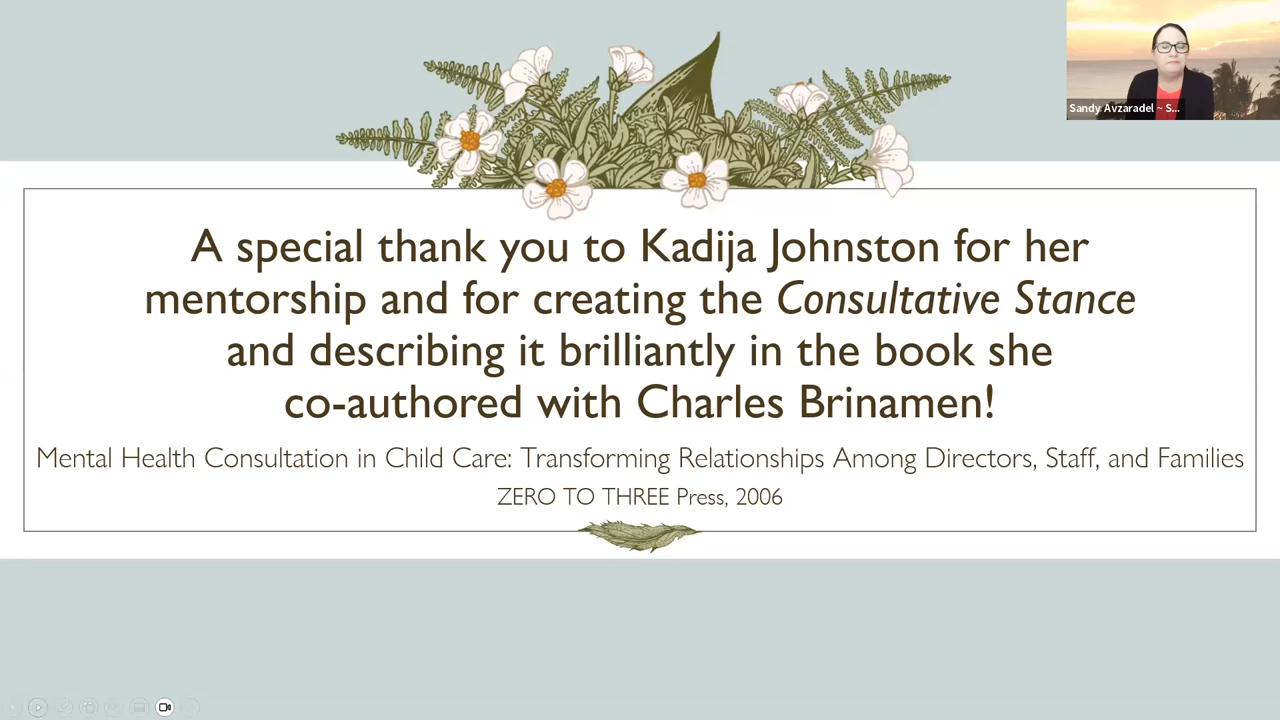 Sandy Avzaradel ~ S...
A special thank you to Kadija Johnston for her
mentorship and for creating the Consultative Stance
and describing it brilliantly in the book she
co-authored with Charles Brinamen!
Mental Health Consultation in Child Care: Transforming Relationships Among Directors, Staff, and Families
ZERO TO THREE Press, 2006